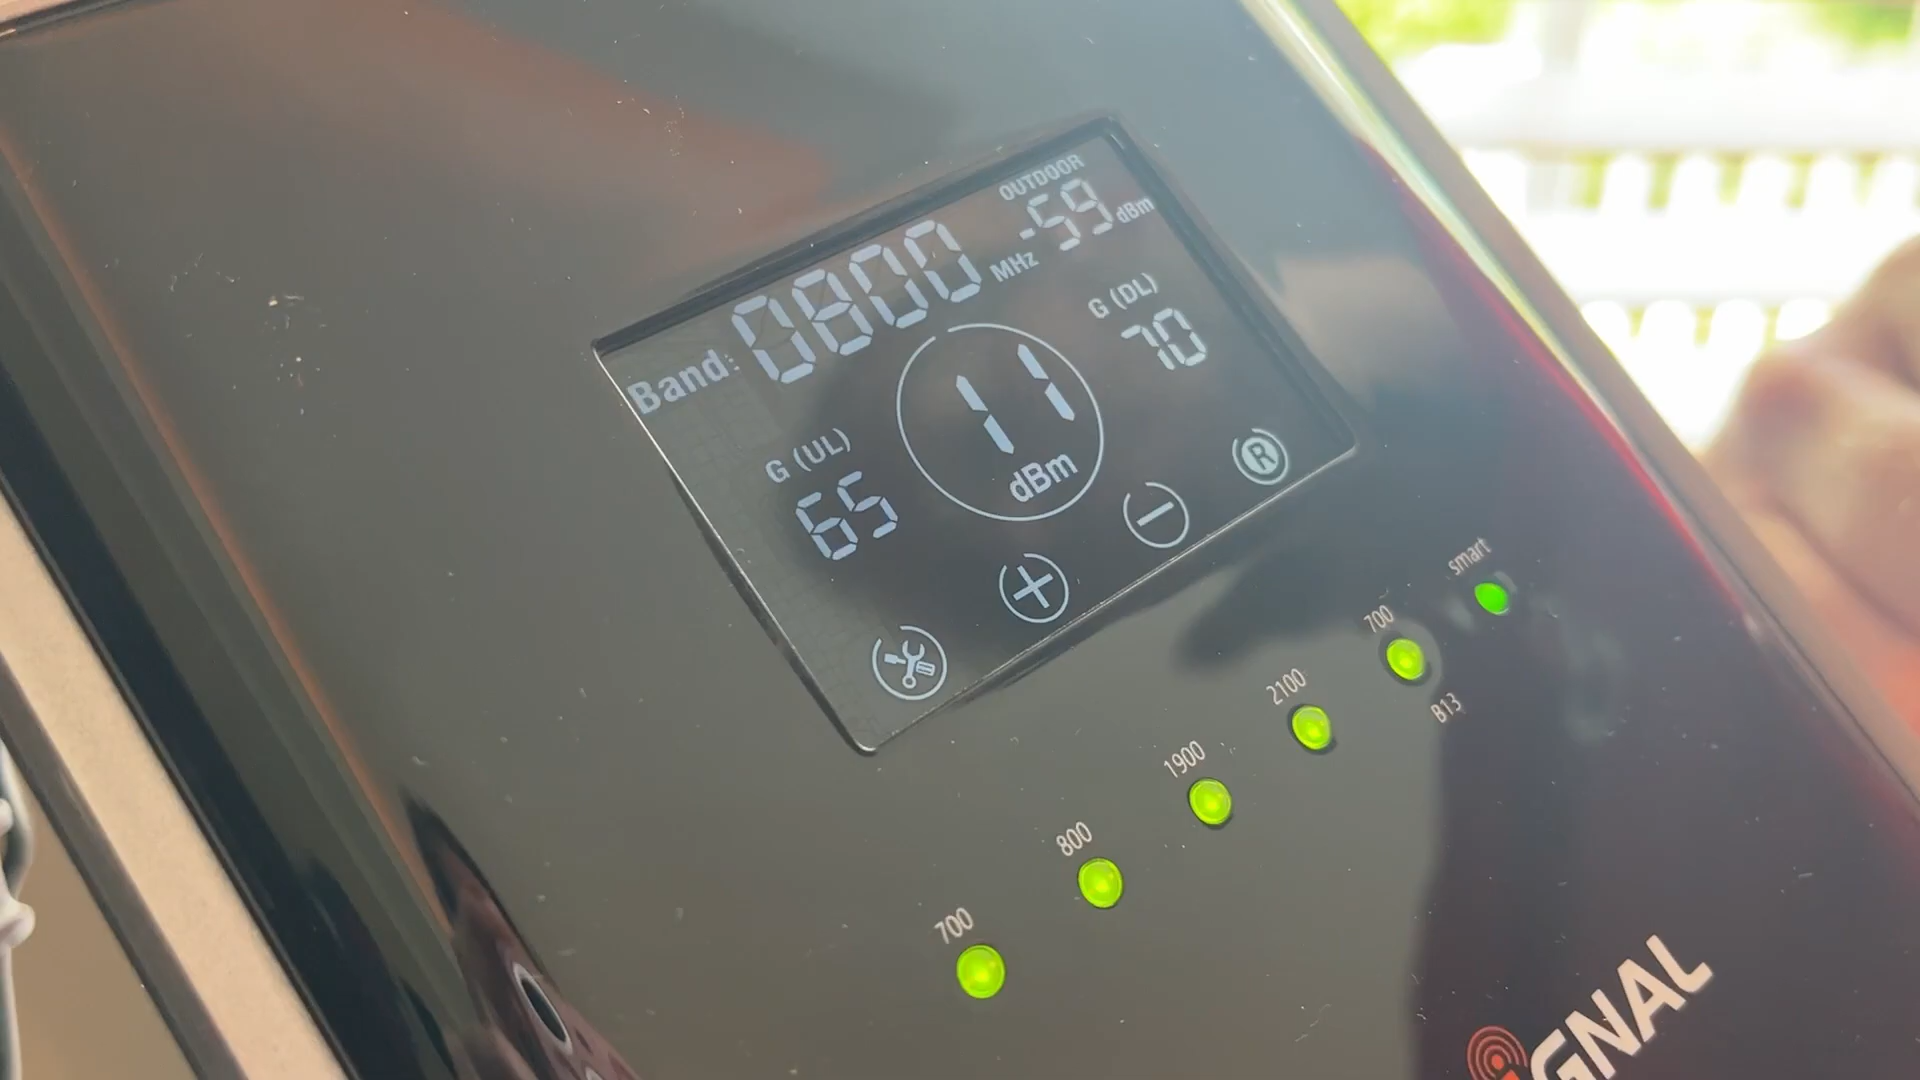 OUTDOOR
-59 dBm
Band: 0800 MHz
G (DL)
70
11
dBm
G (UL)
65
R
smart
700
B13
2100
1900
800
700
iGNAL